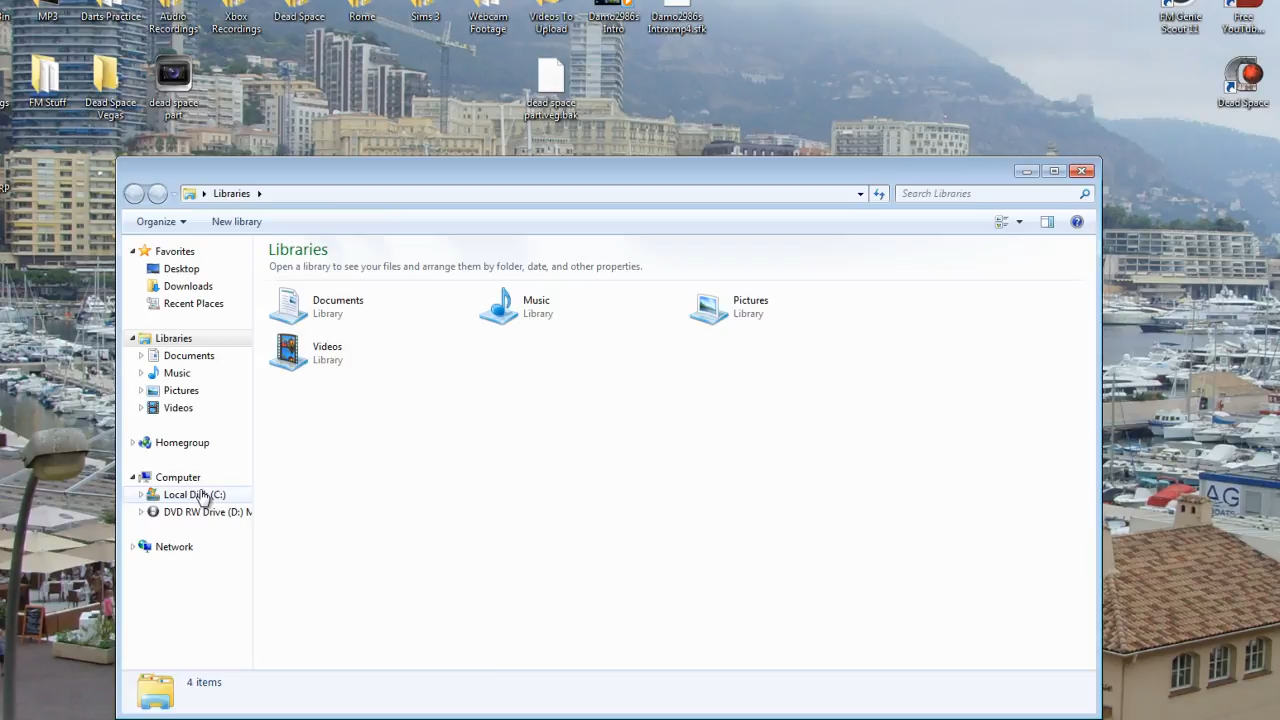 MP3
Darts Practice
Audio
Recordings
Xbox
Recordings
Dead Space
Rome
Sims 3
Webcam
Footage
Videos To
Upload
Damo2986s
Intro
Damo2986s
Intro.mp4.sfk
FM Genie
Scout 11
Free
YouTub...
FM Stuff
Dead Space
Vegas
dead space
part
dead space
part.veg.bak
Dead Space
Libraries
Search Libraries
Organize
New library
Favorites
Desktop
Downloads
Recent Places
Libraries
Documents
Music
Pictures
Videos
Homegroup
Computer
Local Disk (C:)
DVD RW Drive (D:) M
Network
Libraries
Open a library to see your files and arrange them by folder, date, and other properties.
Documents
Library
Music
Library
Pictures
Library
Videos
Library
4 items
AG